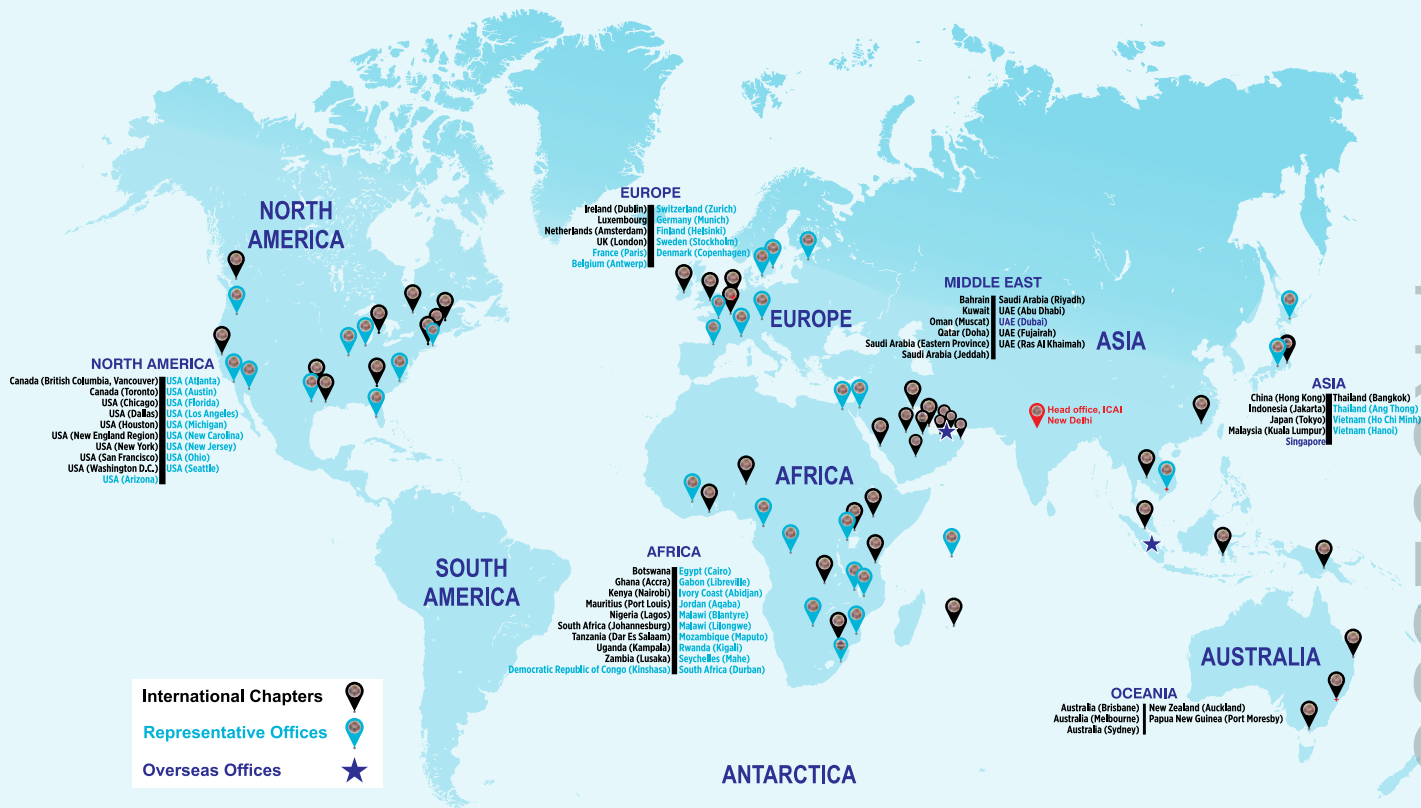 NORTH
AMERICA
EUROPE
Ireland (Dublin) Switzerland (Zurich)
Luxembourg Germany (Munich)
Netherlands (Amsterdam) Finland (Helsinki)
UK (London) Sweden (Stockholm)
France (Paris) Denmark (Copenhagen)
Belgium (Antwerp)
EUROPE
MIDDLE EAST
Bahrain Saudi Arabia (Riyadh)
Kuwait UAE (Abu Dhabi)
Oman (Muscat) UAE (Dubai)
Qatar (Doha) UAE (Fujairah)
Saudi Arabia (Eastern Province) UAE (Ras Al Khaimah)
Saudi Arabia (Jeddah)
ASIA
NORTH AMERICA
Canada (British Columbia, Vancouver) USA (Atlanta)
Canada (Toronto) USA (Austin)
USA (Chicago) USA (Florida)
USA (Dallas) USA (Los Angeles)
USA (Houston) USA (Michigan)
USA (New England Region) USA (New Carolina)
USA (New York) USA (New Jersey)
USA (San Francisco) USA (Ohio)
USA (Washington D.C.) USA (Seattle)
USA (Arizona)
ASIA
China (Hong Kong) Thailand (Bangkok)
Indonesia (Jakarta) Thailand (Ang Thong)
Japan (Tokyo) Vietnam (Ho Chi Minh)
Malaysia (Kuala Lumpur) Vietnam (Hanoi)
Singapore
Head office, ICAI
New Delhi
AFRICA
SOUTH
AMERICA
AFRICA
Botswana Egypt (Cairo)
Ghana (Accra) Gabon (Libreville)
Kenya (Nairobi) Ivory Coast (Abidjan)
Mauritius (Port Louis) Jordan (Aqaba)
Nigeria (Lagos) Malawi (Blantyre)
South Africa (Johannesburg) Malawi (Lilongwe)
Tanzania (Dar Es Salaam) Mozambique (Maputo)
Uganda (Kampala) Rwanda (Kigali)
Zambia (Lusaka) Seychelles (Mahe)
Democratic Republic of Congo (Kinshasa) South Africa (Durban)
AUSTRALIA
OCEANIA
Australia (Brisbane) New Zealand (Auckland)
Australia (Melbourne) Papua New Guinea (Port Moresby)
Australia (Sydney)
International Chapters
Representative Offices
Overseas Offices
ANTARCTICA